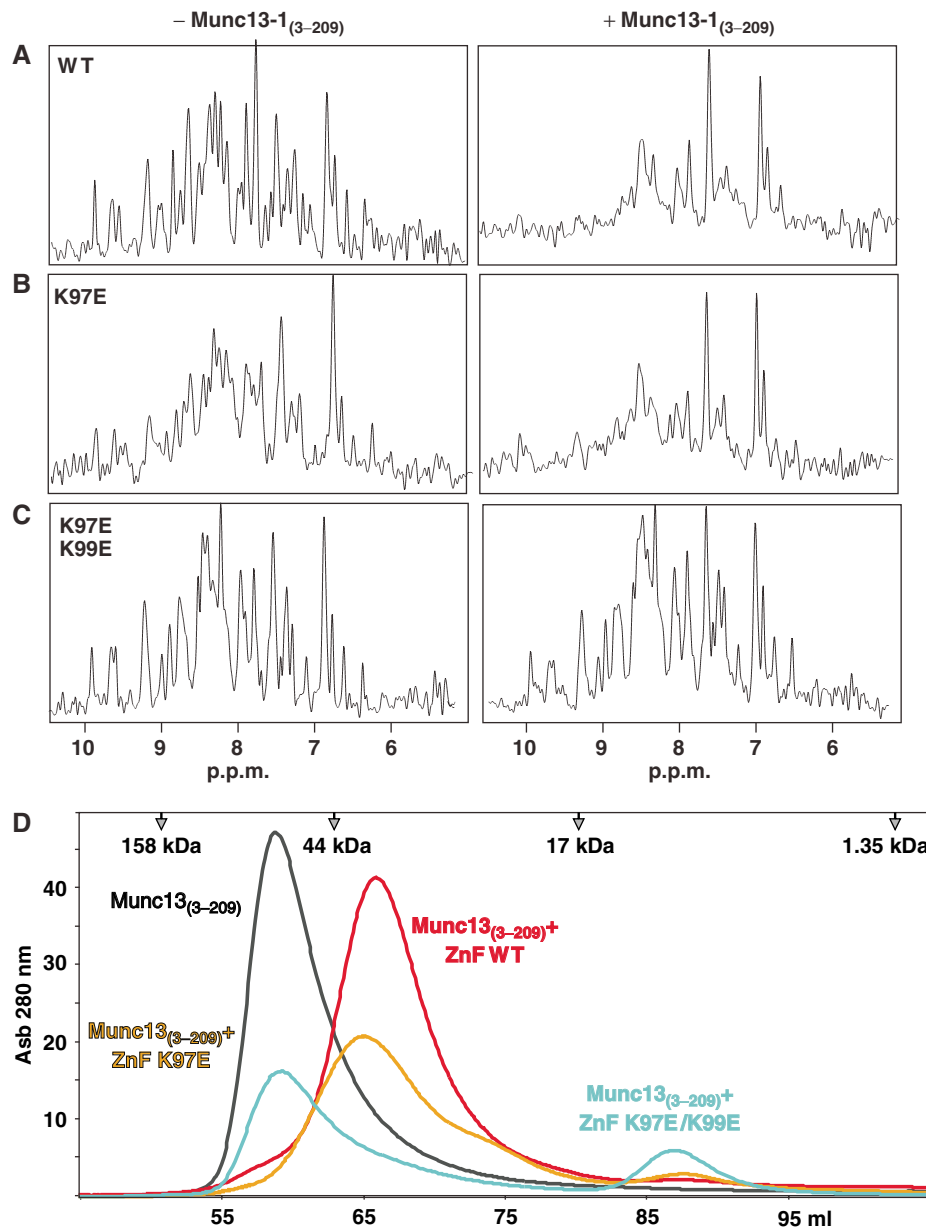 – Munc13-1(3–209)
+ Munc13-1(3–209)
A
WT
B
K97E
C
K97E
K99E
10 9 8 7 6
p.p.m.
10 9 8 7 6
p.p.m.
D
158 kDa 44 kDa 17 kDa 1.35 kDa
Munc13(3–209)
Munc13(3–209)+
ZnF WT
Munc13(3–209)+
ZnF K97E
Munc13(3–209)+
ZnF K97E/K99E
Asb 280 nm
40
30
20
10
55 65 75 85 95 ml